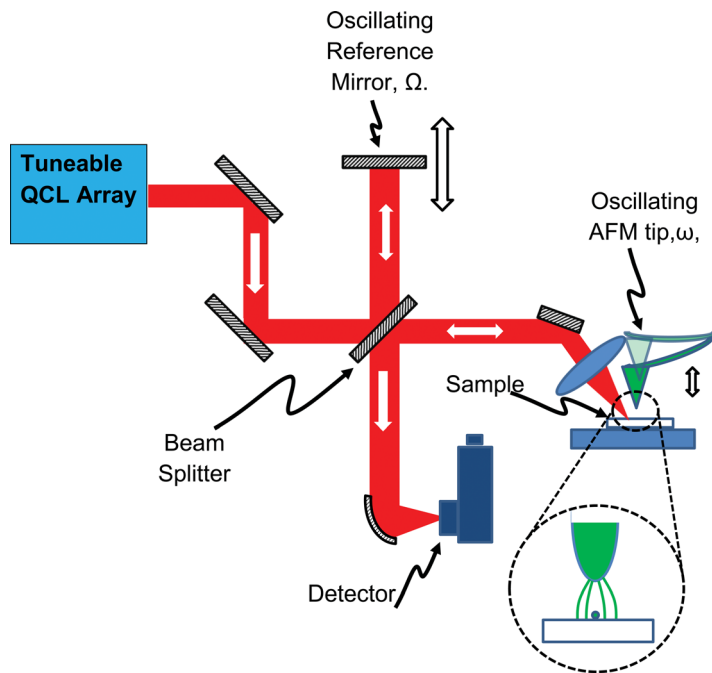 Oscillating
Reference
Mirror, Ω.
Tuneable
QCL Array
Oscillating
AFM tip,ω,
Sample
Beam
Splitter
Detector